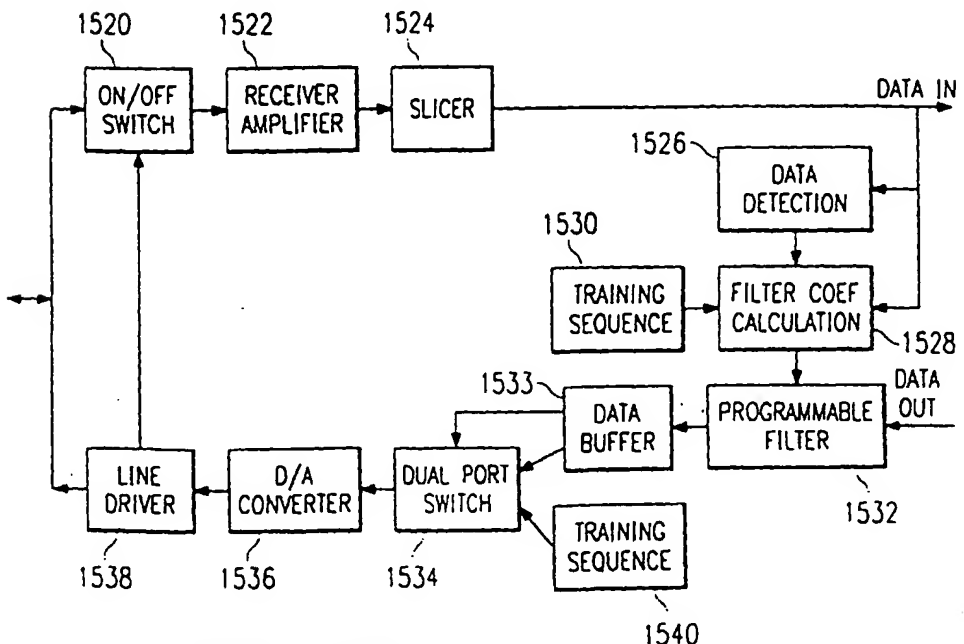 1520
1522
1524
ON/OFF
SWITCH
RECEIVER
AMPLIFIER
SLICER
DATA IN
1526
DATA
DETECTION
1530
TRAINING
SEQUENCE
FILTER COEF
CALCULATION
1528
1533
DATA
BUFFER
PROGRAMMABLE
FILTER
DATA
OUT
1532
LINE
DRIVER
D/A
CONVERTER
DUAL PORT
SWITCH
TRAINING
SEQUENCE
1538
1536
1534
1540